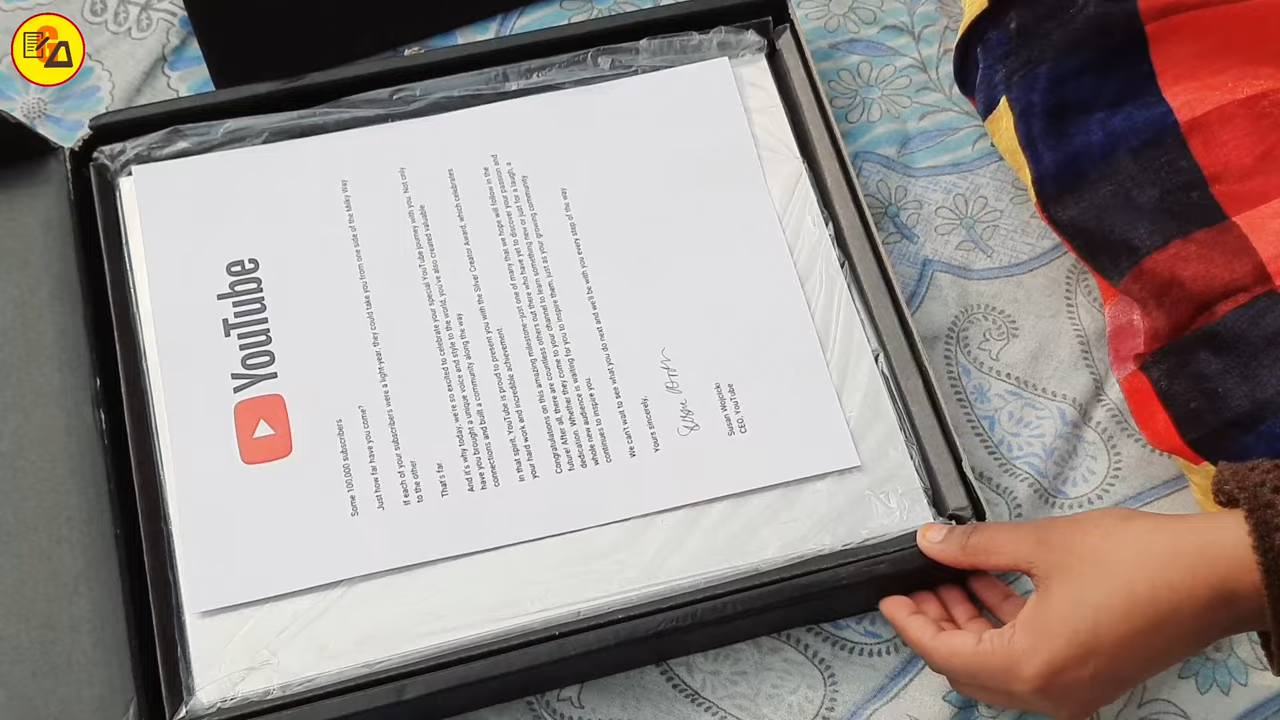 YouTube
Some 100,000 subscribers
Just how far have you come?
If each of your subscribers were a light-year, they could take you from one side of the Milky Way
to the other!
That's far.
And it's why today, we're so excited to celebrate your special YouTube journey with you. Not only
have you brought a unique voice and style to the world, you've also created valuable
connections and built a community along the way
In that spirit, YouTube is proud to present you with the Silver Creator Award, which celebrates
your hard work and incredible achievement.
Congratulations on this amazing milestone—just one of many that we hope will follow in the
future! After all, there are countless others out there who have yet to discover your passion and
dedication. Whether they come to your channel to learn something new or just for a laugh, a
whole new audience is waiting for you to inspire them, just as your growing community
continues to inspire you.
We can't wait to see what you do next and we'll be with you every step of the way
Yours sincerely,
Susan Wojcicki
CEO, YouTube